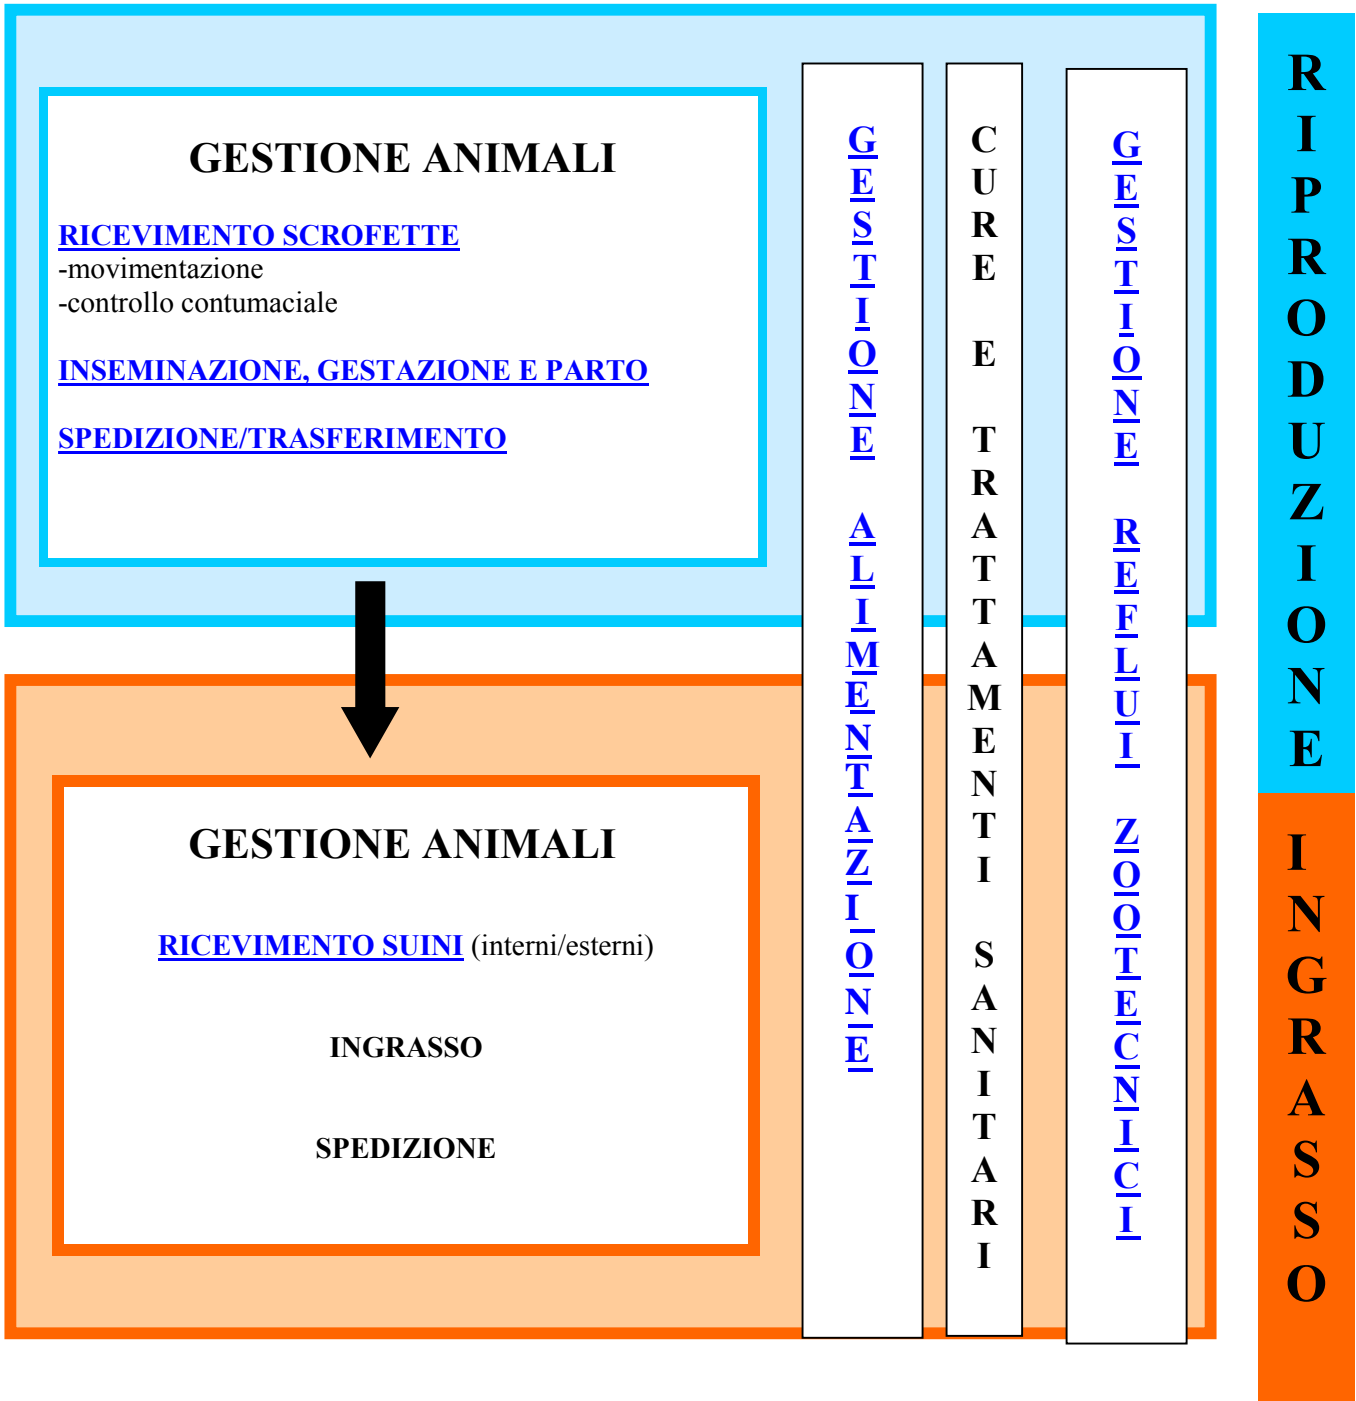 GESTIONE ANIMALI
RICEVIMENTO SCROFETTE
-movimentazione
-controllo contumaciale
INSEMINAZIONE, GESTAZIONE E PARTO
SPEDIZIONE/TRASFERIMENTO
GESTIONE ANIMALI
RICEVIMENTO SUINI (interni/esterni)
INGRASSO
SPEDIZIONE
GESTIONE ALIMENTAZIONE
CURE E TRATTAMENTI SANITARI
GESTIONE REFLUI ZOOTECNICI
RIPRODUZIONE
INGRASSO